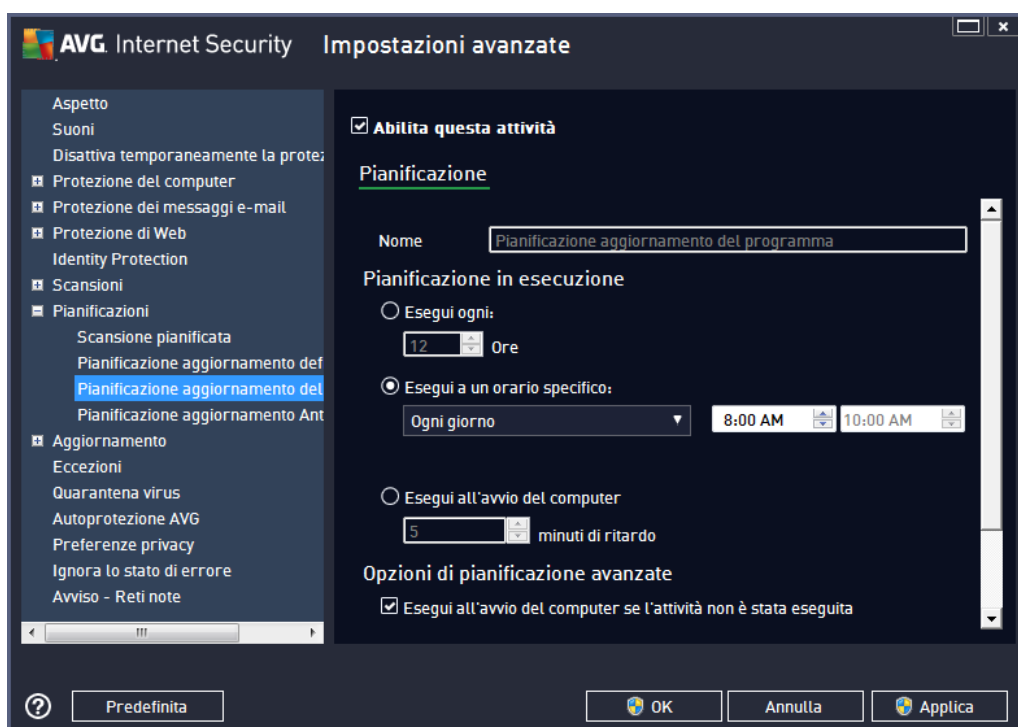 AVG. Internet Security Impostazioni avanzate
Aspetto
Suoni
Disattiva temporaneamente la protez
Protezione del computer
Protezione dei messaggi e-mail
Protezione di Web
Identity Protection
Scansioni
Pianificazioni
Scansione pianificata
Pianificazione aggiornamento def
Pianificazione aggiornamento del
Pianificazione aggiornamento Ant
Aggiornamento
Eccezioni
Quarantena virus
Autoprotezione AVG
Preferenze privacy
Ignora lo stato di errore
Avviso - Reti note
Abilita questa attività
Pianificazione
Nome Pianificazione aggiornamento del programma
Pianificazione in esecuzione
Esegui ogni:
12 Ore
Esegui a un orario specifico:
Ogni giorno 8:00 AM 10:00 AM
Esegui all'avvio del computer
5 minuti di ritardo
Opzioni di pianificazione avanzate
Esegui all'avvio del computer se l'attività non è stata eseguita
? Predefinita OK Annulla Applica